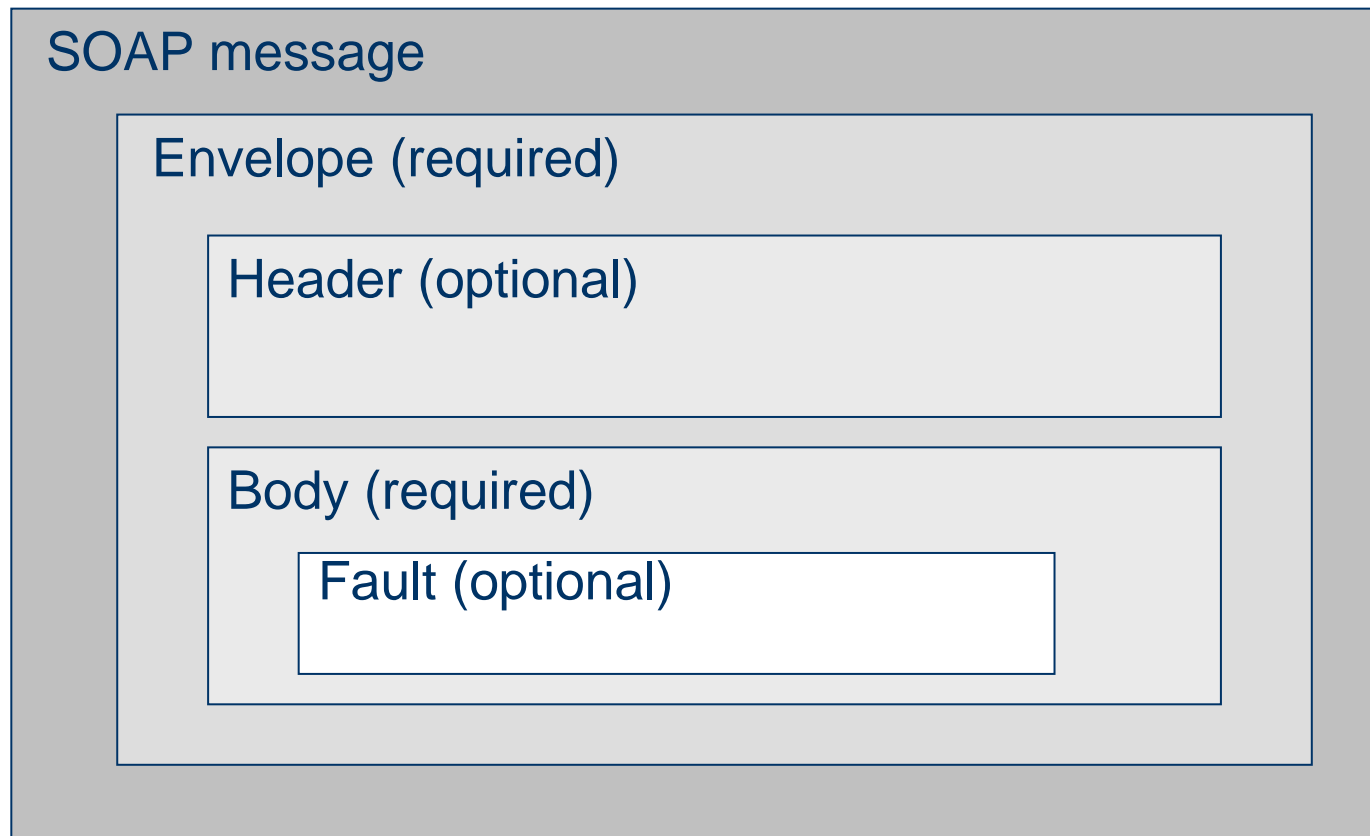 SOAP message
Envelope (required)
Header (optional)
Body (required)
Fault (optional)